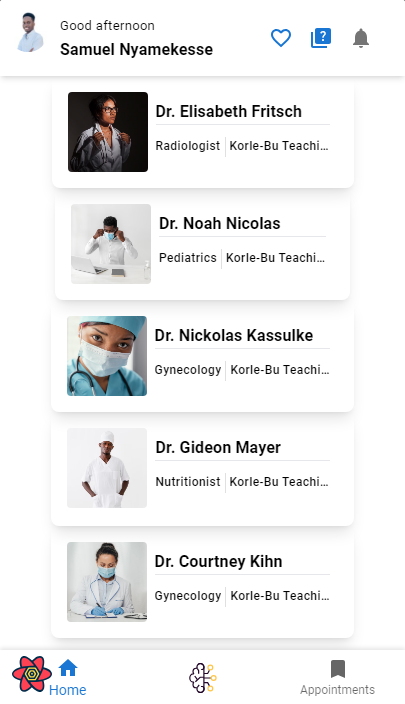 Good afternoon
Samuel Nyamekesse
Dr. Elisabeth Fritsch
Radiologist Korle-Bu Teachi...
Dr. Noah Nicolas
Pediatrics Korle-Bu Teachi...
Dr. Nickolas Kassulke
Gynecology Korle-Bu Teachi...
Dr. Gideon Mayer
Nutritionist Korle-Bu Teachi...
Dr. Courtney Kihn
Gynecology Korle-Bu Teachi...
Home
Appointments